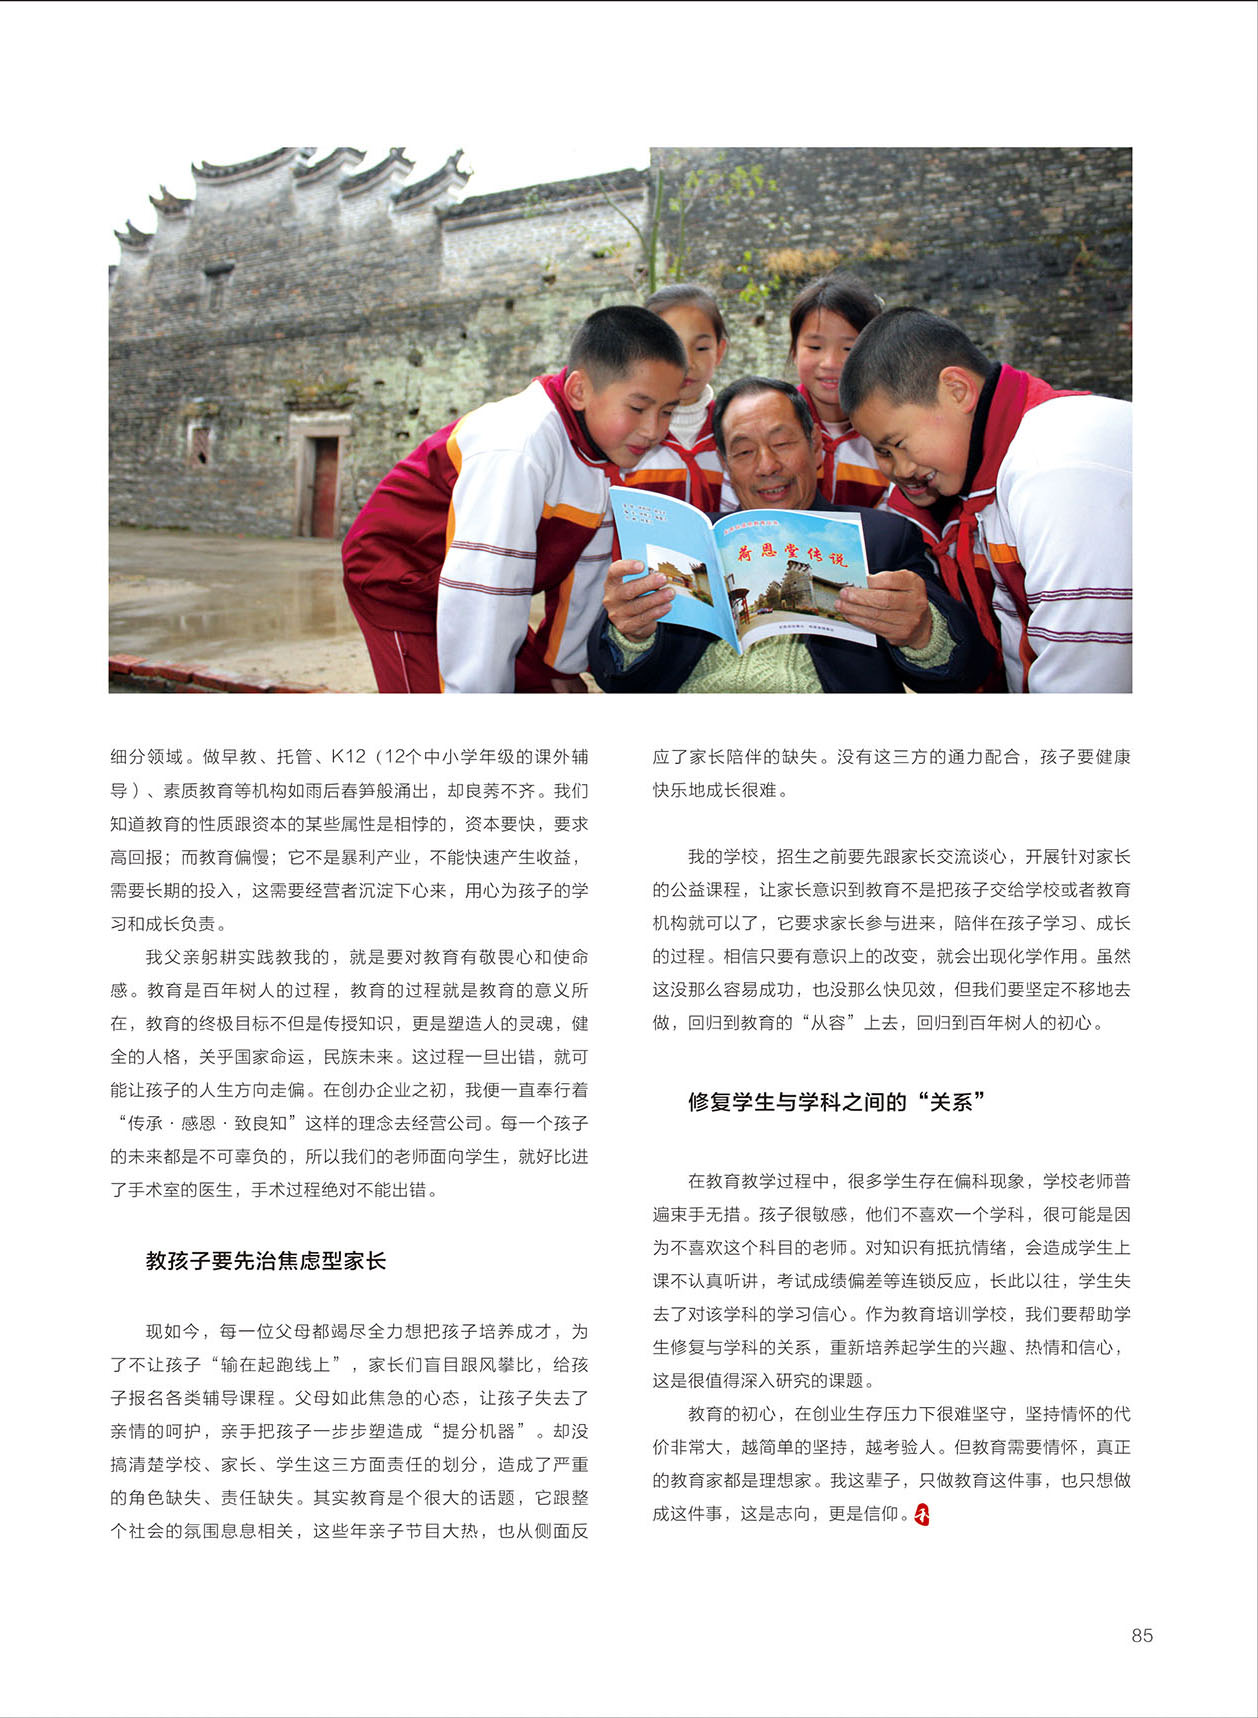 荷恩堂传说
细分领域。做早教、托管、K12（12个中小学年级的课外辅
导）、素质教育等机构如雨后春笋般涌出，却良莠不齐。我们
知道教育的性质跟资本的某些属性是相悖的，资本要快，要求
高回报；而教育偏慢；它不是暴利产业，不能快速产生收益，
需要长期的投入，这需要经营者沉淀下心来，用心为孩子的学
习和成长负责。
我父亲躬耕实践教我的，就是要对教育有敬畏心和使命
感。教育是百年树人的过程，教育的过程就是教育的意义所
在，教育的终极目标不但是传授知识，更是塑造人的灵魂，健
全的人格，关乎国家命运，民族未来。这过程一旦出错，就可
能让孩子的人生方向走偏。在创办企业之初，我便一直奉行着
“传承·感恩·致良知”这样的理念去经营公司。每一个孩子
的未来都是不可辜负的，所以我们的老师面向学生，就好比进
了手术室的医生，手术过程绝对不能出错。
教孩子要先治焦虑型家长
现如今，每一位父母都竭尽全力想把孩子培养成才，为
了不让孩子“输在起跑线上”，家长们盲目跟风攀比，给孩
子报名各类辅导课程。父母如此焦急的心态，让孩子失去了
亲情的呵护，亲手把孩子一步步塑造成“提分机器”。却没
搞清楚学校、家长、学生这三方面责任的划分，造成了严重
的角色缺失、责任缺失。其实教育是个很大的话题，它跟整
个社会的氛围息息相关，这些年亲子节目大热，也从侧面反
应了家长陪伴的缺失。没有这三方的通力配合，孩子要健康
快乐地成长很难。
我的学校，招生之前要先跟家长交流谈心，开展针对家长
的公益课程，让家长意识到教育不是把孩子交给学校或者教育
机构就可以了，它要求家长参与进来，陪伴在孩子学习、成长
的过程。相信只要有意识上的改变，就会出现化学作用。虽然
这没那么容易成功，也没那么快见效，但我们要坚定不移地去
做，回归到教育的“从容”上去，回归到百年树人的初心。
修复学生与学科之间的“关系”
在教育教学过程中，很多学生存在偏科现象，学校老师普
遍束手无措。孩子很敏感，他们不喜欢一个学科，很可能是因
为不喜欢这个科目的老师。对知识有抵抗情绪，会造成学生上
课不认真听讲，考试成绩偏差等连锁反应，长此以往，学生失
去了对该学科的学习信心。作为教育培训学校，我们要帮助学
生修复与学科的关系，重新培养起学生的兴趣、热情和信心，
这是很值得深入研究的课题。
教育的初心，在创业生存压力下很难坚守，坚持情怀的代
价非常大，越简单的坚持，越考验人。但教育需要情怀，真正
的教育家都是理想家。我这辈子，只做教育这件事，也只想做
成这件事，这是志向，更是信仰。
85